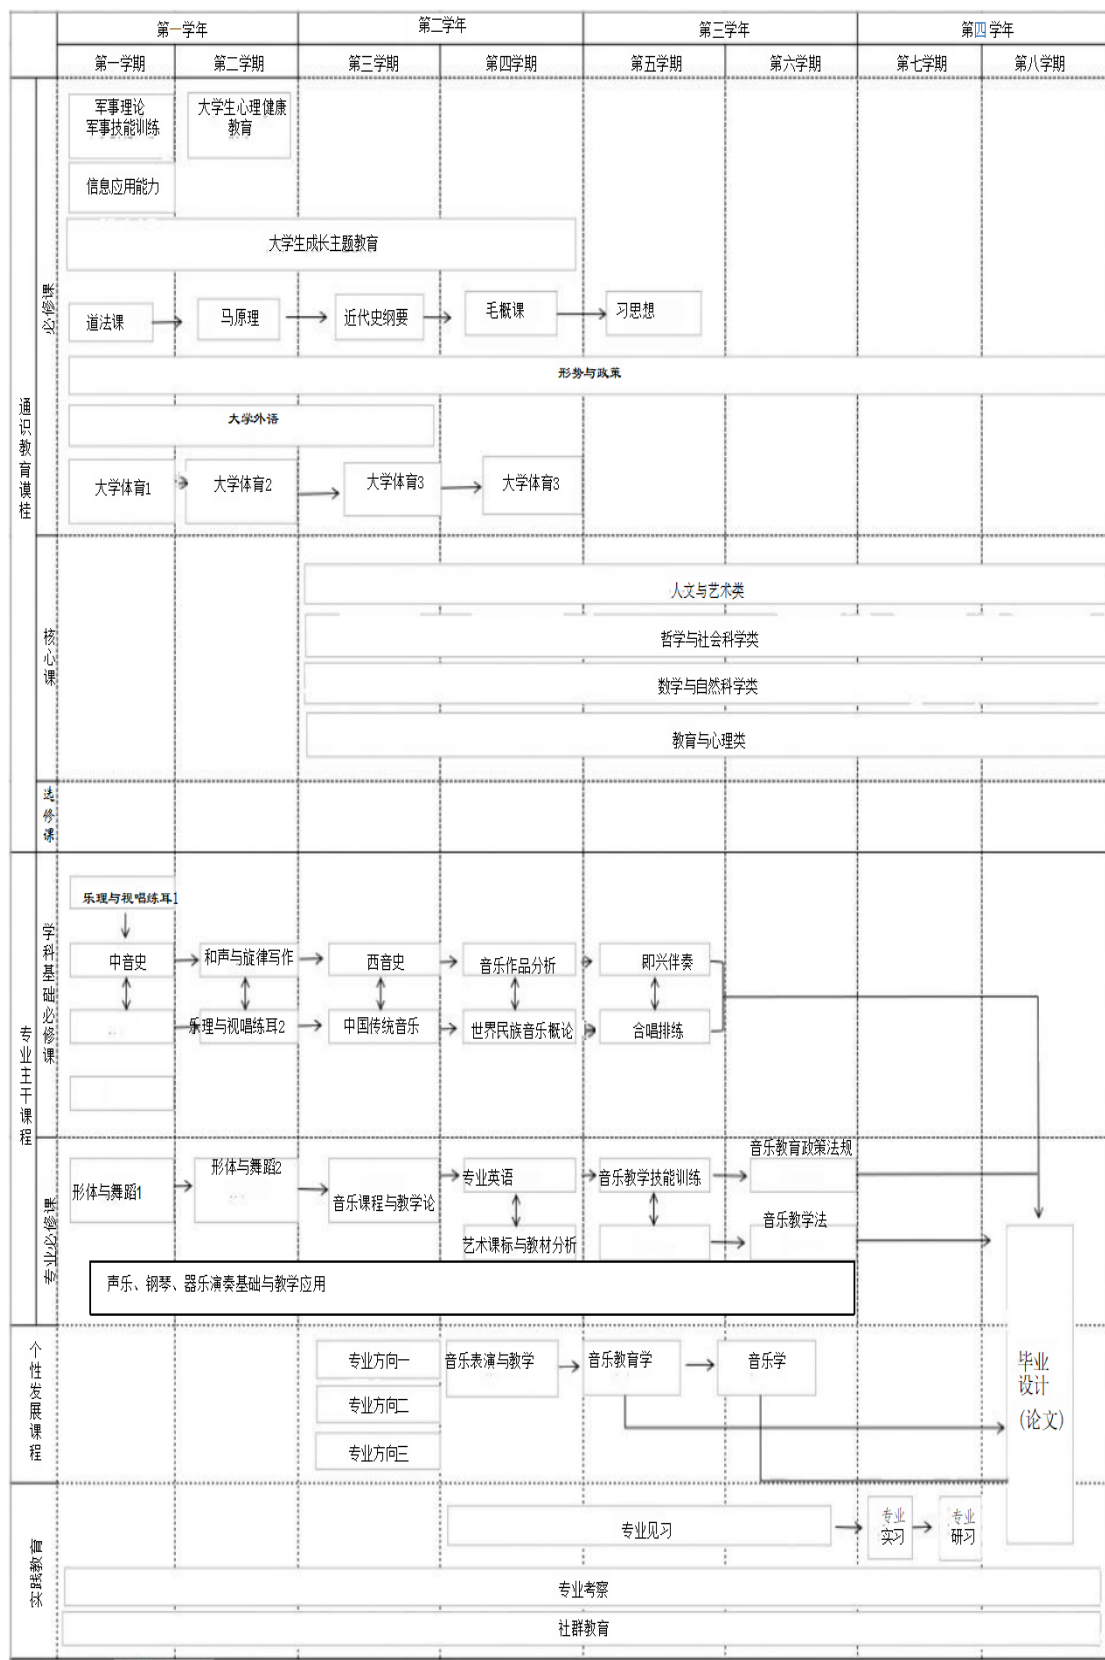 第一学年
第二学年
第三学年
第四学年
第一学期
第二学期
第三学期
第四学期
第五学期
第六学期
第七学期
第八学期
通识教育谟桂
必修课
军事理论
军事技能训练
大学生心理健康
教育
信息应用能力
大学生成长主题教育
道法课
马原理
近代史纲要
毛概课
习思想
形势与政策
大学外语
大学体育1
大学体育2
大学体育3
大学体育3
核心课
人文与艺术类
哲学与社会科学类
数学与自然科学类
教育与心理类
选修课
专业主干课程
学科基础必修课
乐理与视唱练耳1
中音史
和声与旋律写作
西音史
音乐作品分析
即兴伴奏
乐理与视唱练耳2
中国传统音乐
世界民族音乐概论
合唱排练
专业必修课
形体与舞蹈1
形体与舞蹈2
音乐课程与教学论
专业英语
音乐教学技能训练
音乐教育政策法规
艺术课标与教材分析
音乐教学法
声乐、钢琴、器乐演奏基础与教学应用
个性发展课程
专业方向一
音乐表演与教学
音乐教育学
音乐学
专业方向二
专业方向三
毕业
设计
（论文）
实践教育
专业见习
专业
实习
专业
研习
专业考察
社群教育